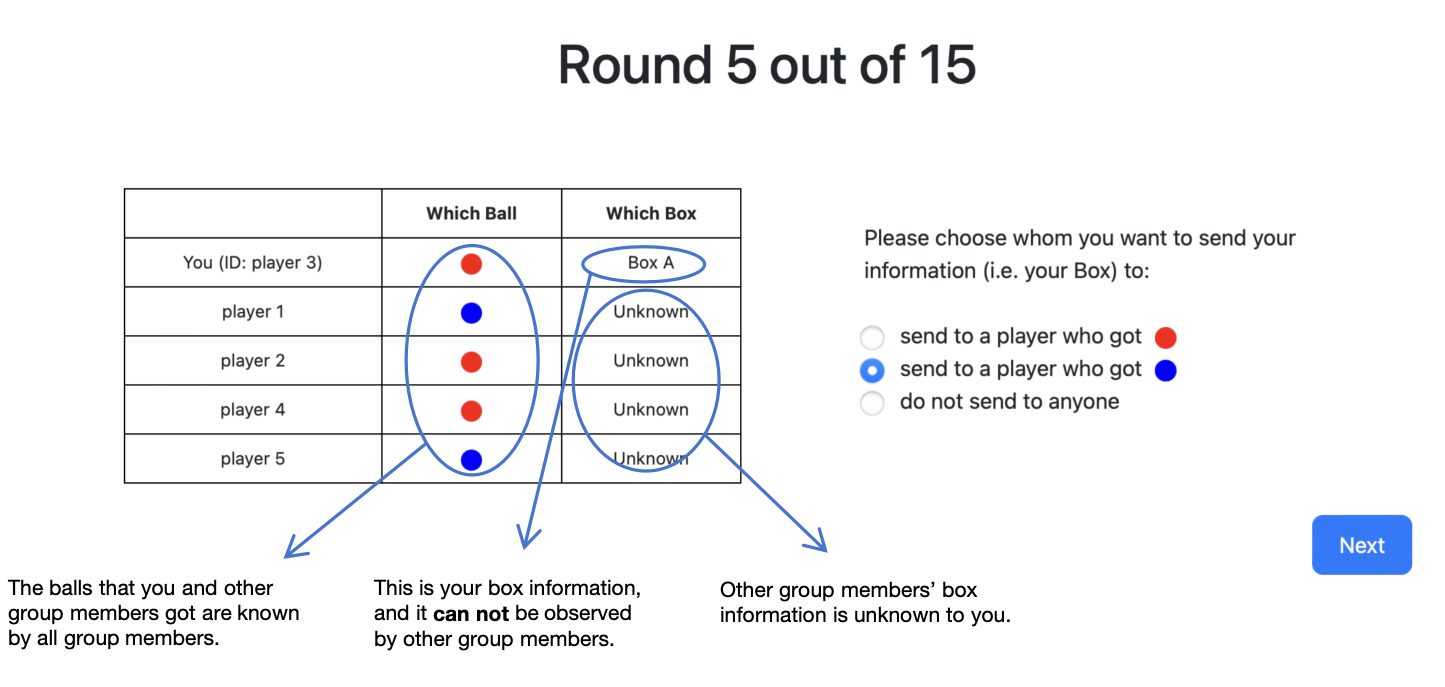 Round 5 out of 15
Which Ball Which Box
You (ID: player 3) Box A
player 1 Unknown
player 2 Unknown
player 4 Unknown
player 5 Unknown
Please choose whom you want to send your
information (i.e. your Box) to:
send to a player who got
send to a player who got
do not send to anyone
Next
The balls that you and other
group members got are known
by all group members.
This is your box information,
and it can not be observed
by other group members.
Other group members’ box
information is unknown to you.